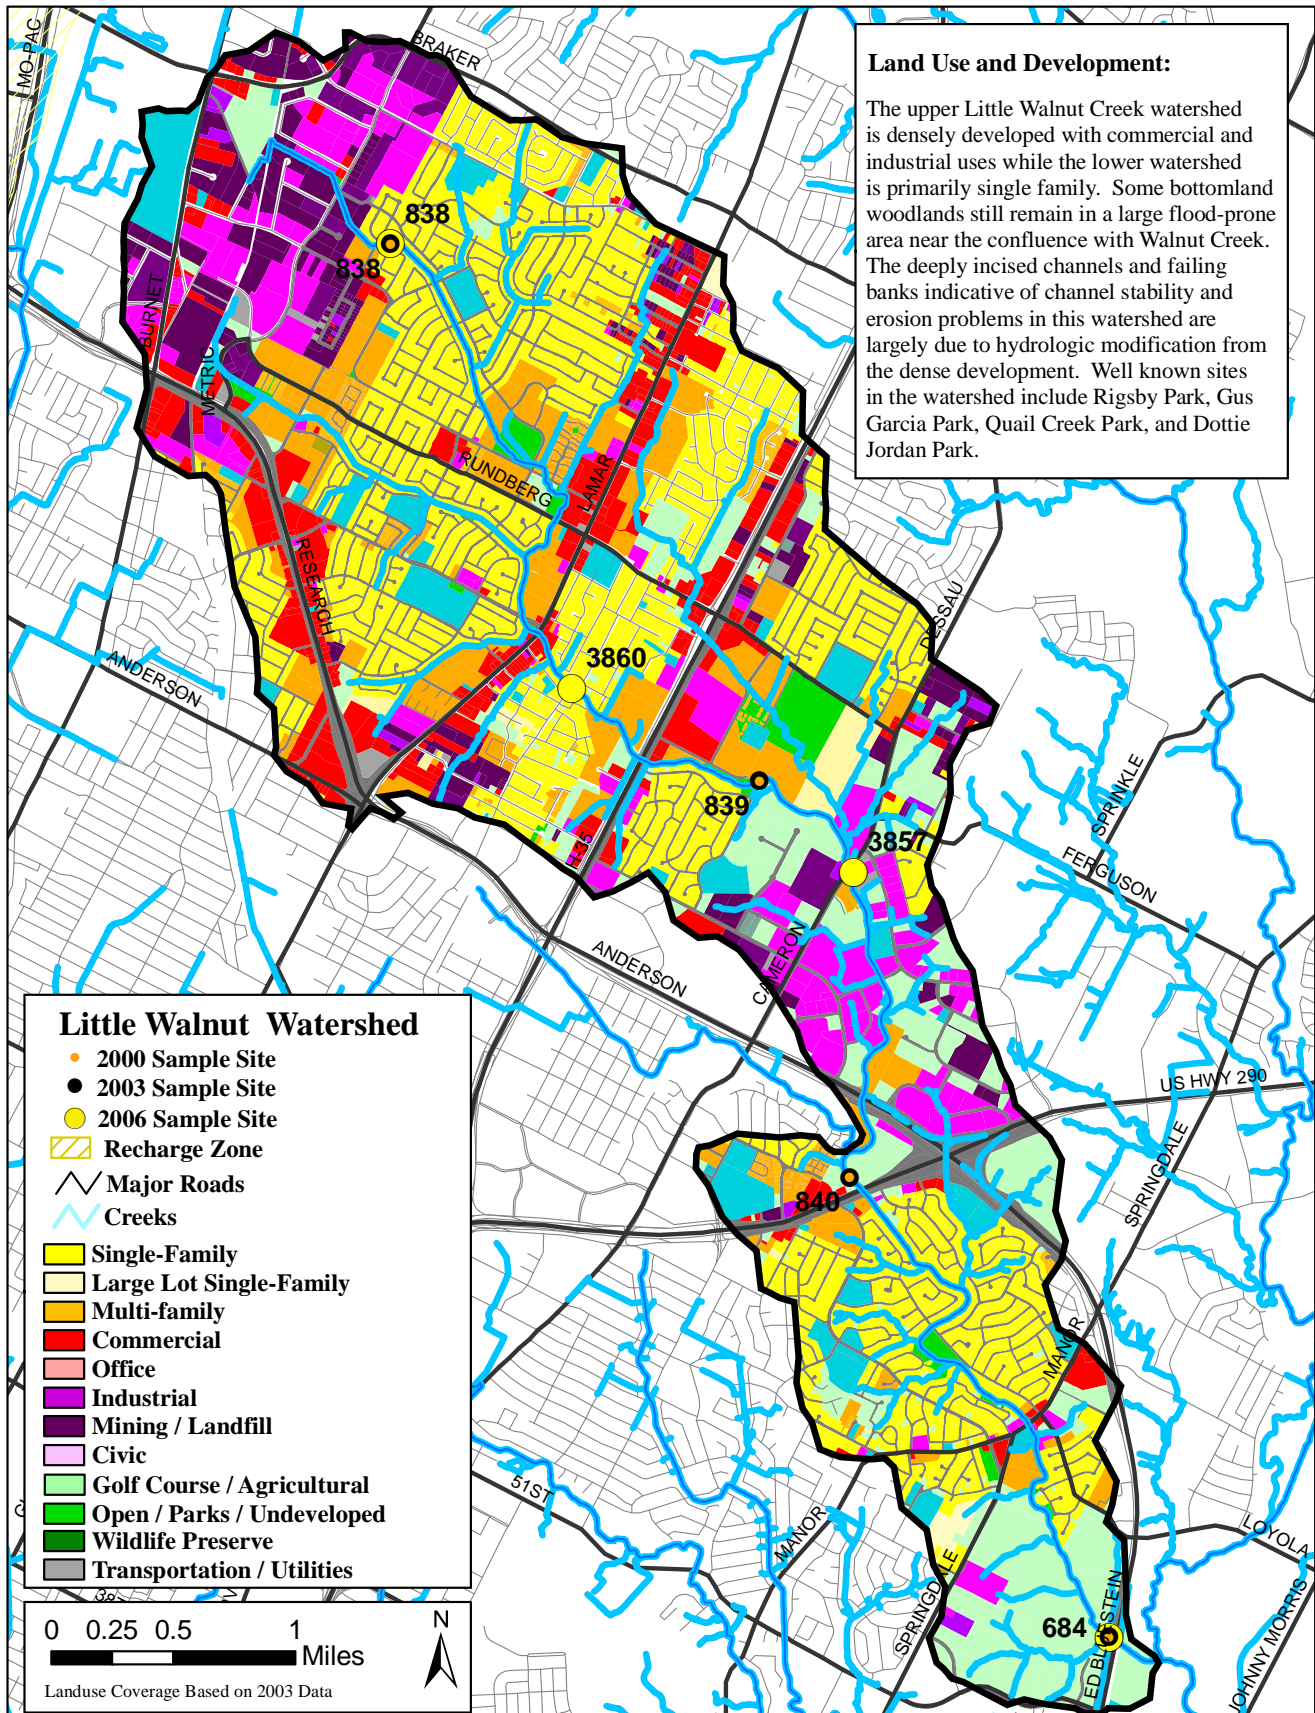 MO-PAC
BRAKER
Land Use and Development:
The upper Little Walnut Creek watershed
is densely developed with commercial and
industrial uses while the lower watershed
is primarily single family. Some bottomland
woodlands still remain in a large flood-prone
area near the confluence with Walnut Creek.
The deeply incised channels and failing
banks indicative of channel stability and
erosion problems in this watershed are
largely due to hydrologic modification from
the dense development. Well known sites
in the watershed include Rigsby Park, Gus
Garcia Park, Quail Creek Park, and Dottie
Jordan Park.
838
838
BURNET
METRIC
RUNDBERG
LAMAR
RESEARCH
DESSAU
ANDERSON
3860
SPRINKLE
839
3857
IH-35
FERGUSON
ANDERSON
CAMERON
US HWY 290
SPRINGDALE
840
MANOR
51ST
MANOR
LOYOLA
SPRINGDALE
684
ED BLUESTEIN
JOHNNY MORRIS
Little Walnut Watershed
2000 Sample Site
2003 Sample Site
2006 Sample Site
Recharge Zone
Major Roads
Creeks
Single-Family
Large Lot Single-Family
Multi-family
Commercial
Office
Industrial
Mining / Landfill
Civic
Golf Course / Agricultural
Open / Parks / Undeveloped
Wildlife Preserve
Transportation / Utilities
0 0.25 0.5 1
Miles
N
Landuse Coverage Based on 2003 Data